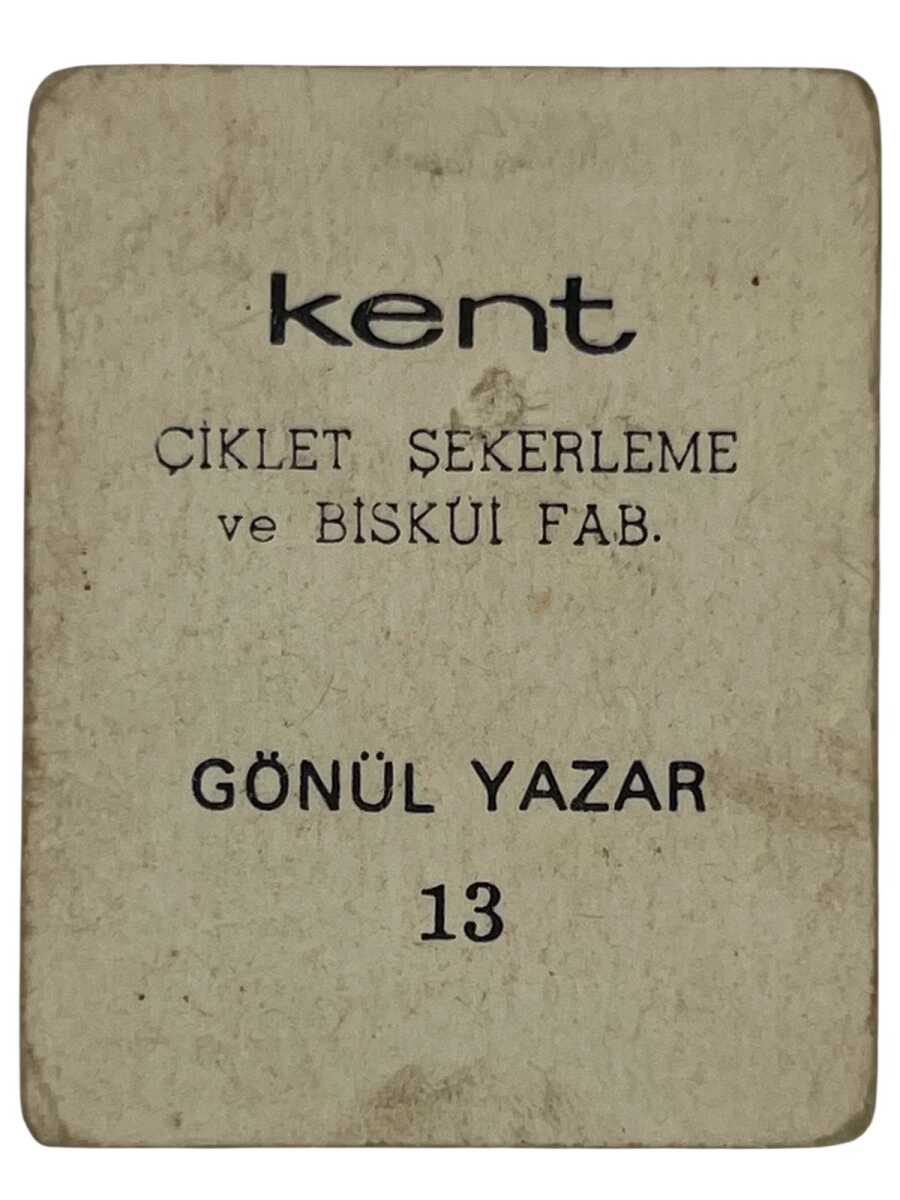 kent
ÇİKLET ŞEKERLEME
ve BİSKÜİ FAB.
GÖNÜL YAZAR
13